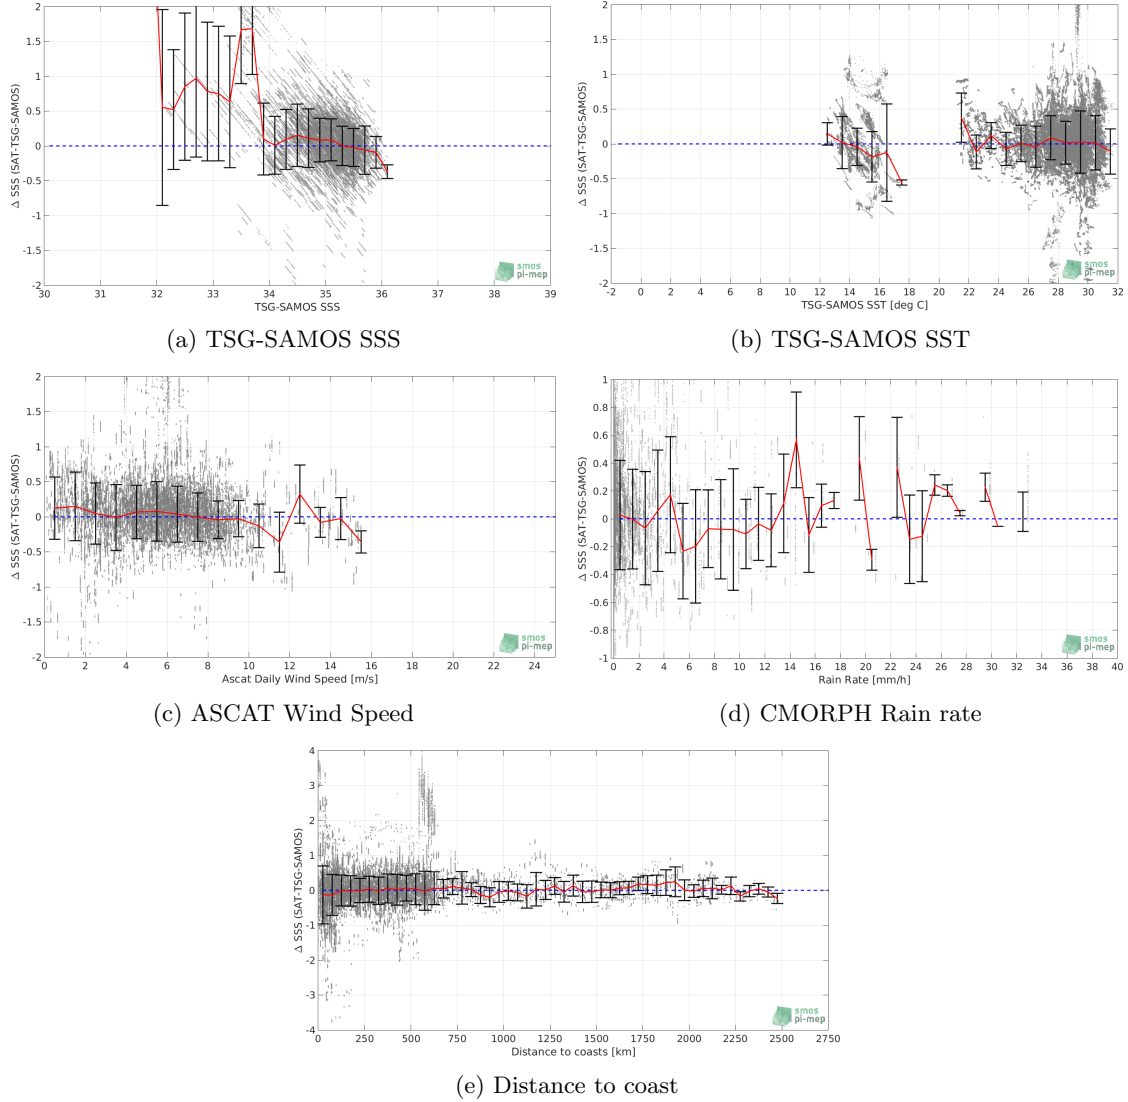 2
1.5
1
0.5
0
-0.5
-1
-1.5
-2
Δ SSS (SAT-TSG-SAMOS)
30 31 32 33 34 35 36 37 38 39
TSG-SAMOS SSS
smos
pi-mep
(a) TSG-SAMOS SSS
2
1.5
1
0.5
0
-0.5
-1
-1.5
-2
Δ SSS (SAT-TSG-SAMOS)
-2 0 2 4 6 8 10 12 14 16 18 20 22 24 26 28 30 32
TSG-SAMOS SST [deg C]
smos
pi-mep
(b) TSG-SAMOS SST
2
1.5
1
0.5
0
-0.5
-1
-1.5
-2
Δ SSS (SAT-TSG-SAMOS)
0 2 4 6 8 10 12 14 16 18 20 22 24
Ascat Daily Wind Speed [m/s]
smos
pi-mep
(c) ASCAT Wind Speed
1
0.8
0.6
0.4
0.2
0
-0.2
-0.4
-0.6
-0.8
-1
Δ SSS (SAT-TSG-SAMOS)
0 2 4 6 8 10 12 14 16 18 20 22 24 26 28 30 32 34 36 38 40
Rain Rate [mm/h]
smos
pi-mep
(d) CMORPH Rain rate
4
3
2
1
0
-1
-2
-3
-4
Δ SSS (SAT-TSG-SAMOS)
0 250 500 750 1000 1250 1500 1750 2000 2250 2500 2750
Distance to coasts [km]
smos
pi-mep
(e) Distance to coast